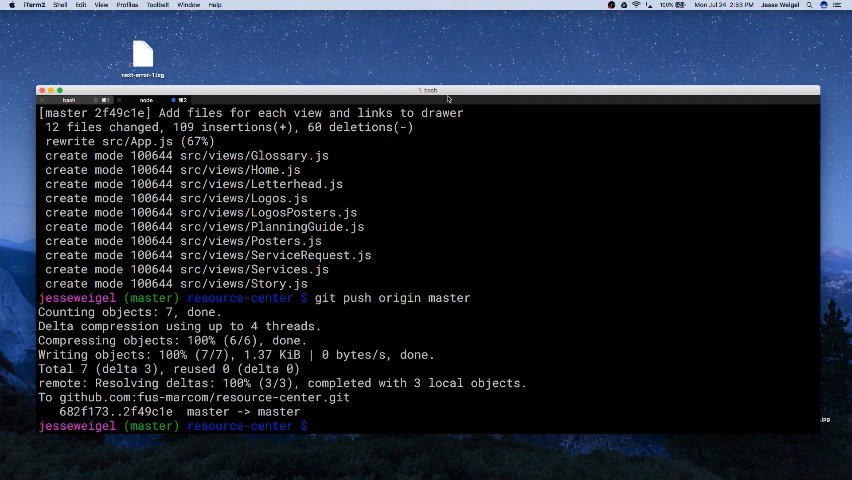 iTerm2 Shell Edit View Profiles Toolbelt Window Help
100% Mon Jul 24 2:53 PM Jesse Weigel
next-error-1.jpg
1. bash
bash ⌘1 node ⌘2
[master 2f49c1e] Add files for each view and links to drawer
12 files changed, 109 insertions(+), 60 deletions(-)
rewrite src/App.js (67%)
create mode 100644 src/views/Glossary.js
create mode 100644 src/views/Home.js
create mode 100644 src/views/Letterhead.js
create mode 100644 src/views/Logos.js
create mode 100644 src/views/LogosPosters.js
create mode 100644 src/views/PlanningGuide.js
create mode 100644 src/views/Posters.js
create mode 100644 src/views/ServiceRequest.js
create mode 100644 src/views/Services.js
create mode 100644 src/views/Story.js
jesseweigel (master) resource-center $ git push origin master
Counting objects: 7, done.
Delta compression using up to 4 threads.
Compressing objects: 100% (6/6), done.
Writing objects: 100% (7/7), 1.37 KiB | 0 bytes/s, done.
Total 7 (delta 3), reused 0 (delta 0)
remote: Resolving deltas: 100% (3/3), completed with 3 local objects.
To github.com:fus-marcom/resource-center.git
682f173..2f49c1e master -> master
.jpg
jesseweigel (master) resource-center $